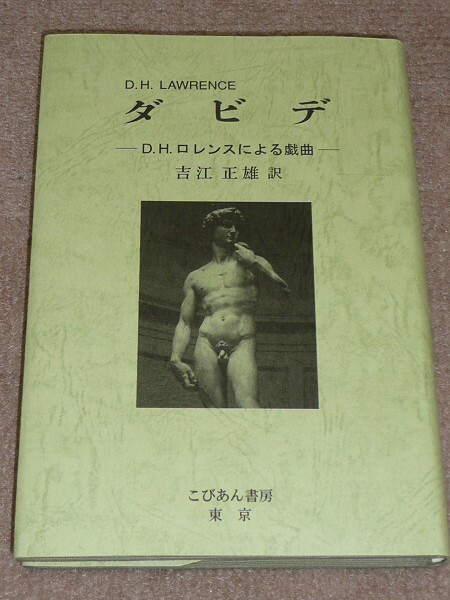 D.H. LAWRENCE
ダビデ
―D.H.ロレンスによる戯曲―
吉江 正雄 訳
こびあん書房
東 京